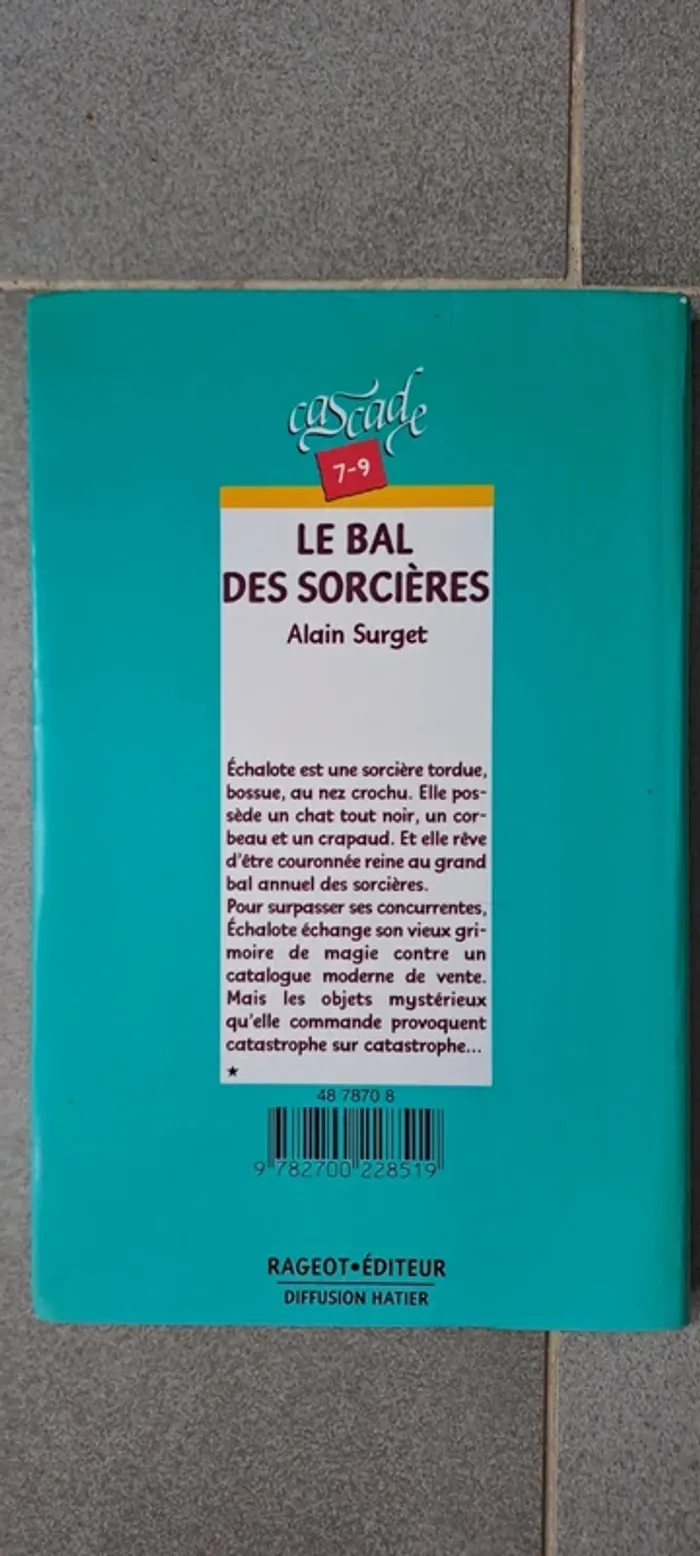 cascade
7-9
LE BAL
DES SORCIÈRES
Alain Surget
Échalote est une sorcière tordue,
bossue, au nez crochu. Elle pos-
sède un chat tout noir, un cor-
beau et un crapaud. Et elle rêve
d'être couronnée reine au grand
bal annuel des sorcières.
Pour surpasser ses concurrentes,
Échalote échange son vieux gri-
moire de magie contre un
catalogue moderne de vente.
Mais les objets mystérieux
qu'elle commande provoquent
catastrophe sur catastrophe...
★
48 7870 8
9 782700 228519
RAGEOT•ÉDITEUR
DIFFUSION HATIER